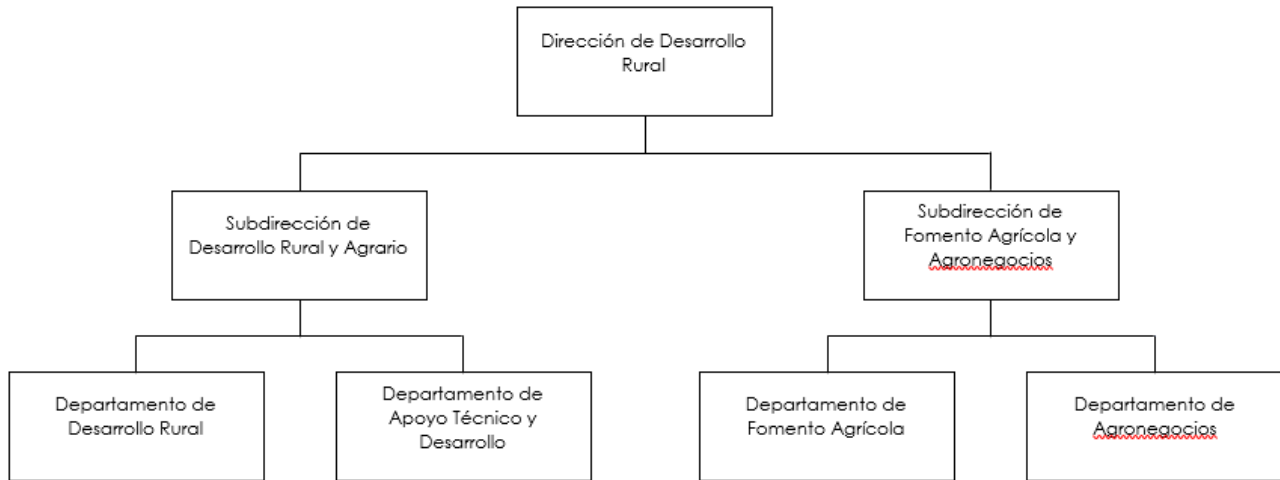 Dirección de Desarrollo
Rural
Subdirección de
Desarrollo Rural y Agrario
Subdirección de
Fomento Agrícola y
Agronegocios
Departamento de
Desarrollo Rural
Departamento de
Apoyo Técnico y
Desarrollo
Departamento de
Fomento Agrícola
Departamento de
Agronegocios